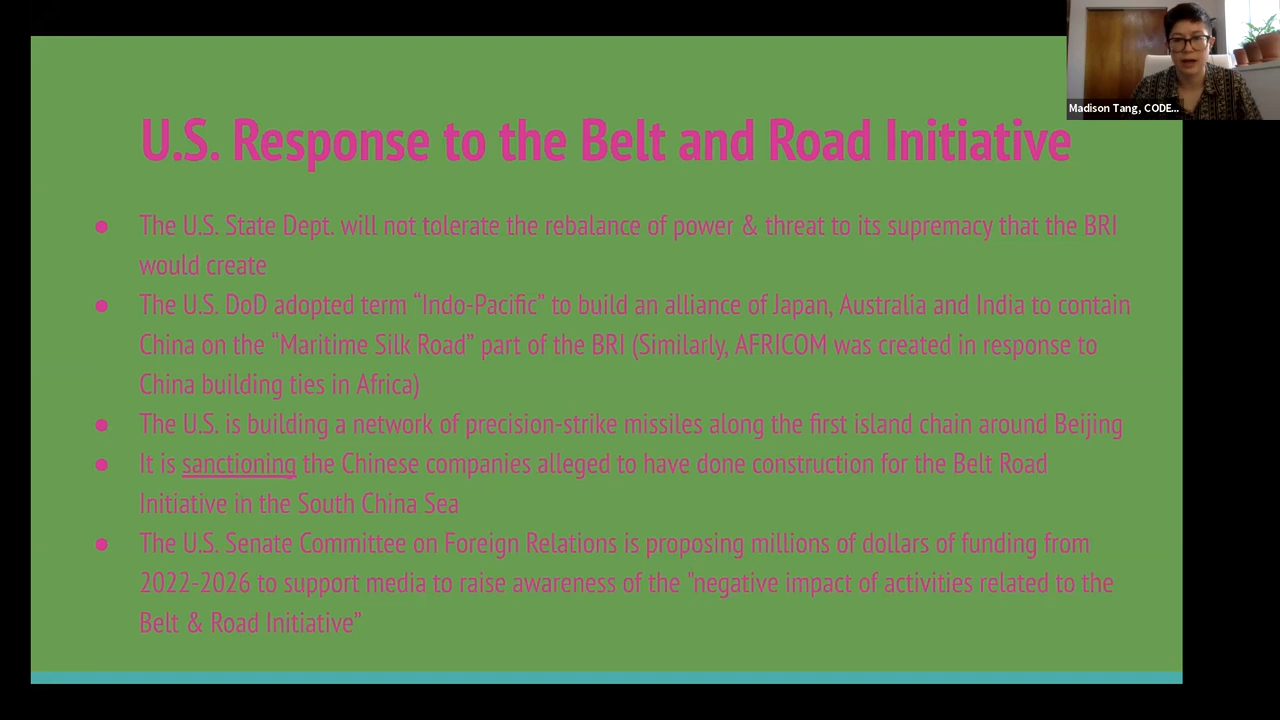 Madison Tang, CODE...
U.S. Response to the Belt and Road Initiative
● The U.S. State Dept. will not tolerate the rebalance of power & threat to its supremacy that the BRI
would create
● The U.S. DoD adopted term “Indo-Pacific” to build an alliance of Japan, Australia and India to contain
China on the “Maritime Silk Road” part of the BRI (Similarly, AFRICOM was created in response to
China building ties in Africa)
● The U.S. is building a network of precision-strike missiles along the first island chain around Beijing
● It is sanctioning the Chinese companies alleged to have done construction for the Belt Road
Initiative in the South China Sea
● The U.S. Senate Committee on Foreign Relations is proposing millions of dollars of funding from
2022-2026 to support media to raise awareness of the "negative impact of activities related to the
Belt & Road Initiative”